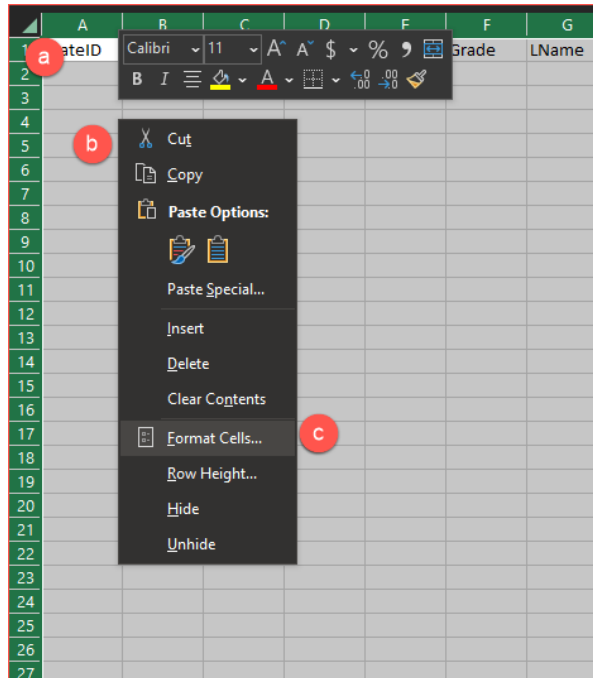 A B C D E F G
Calibri 11 A A $ % 9
B I A .00 .00
1 ateID Grade LName
a
2
3
4
b
5
6
7
8
9
10
11
12
13
14
15
16
17
18
19
20
21
22
23
24
25
26
27
Cut
Copy
Paste Options:
Paste Special...
Insert
Delete
Clear Contents
Format Cells...
c
Row Height...
Hide
Unhide